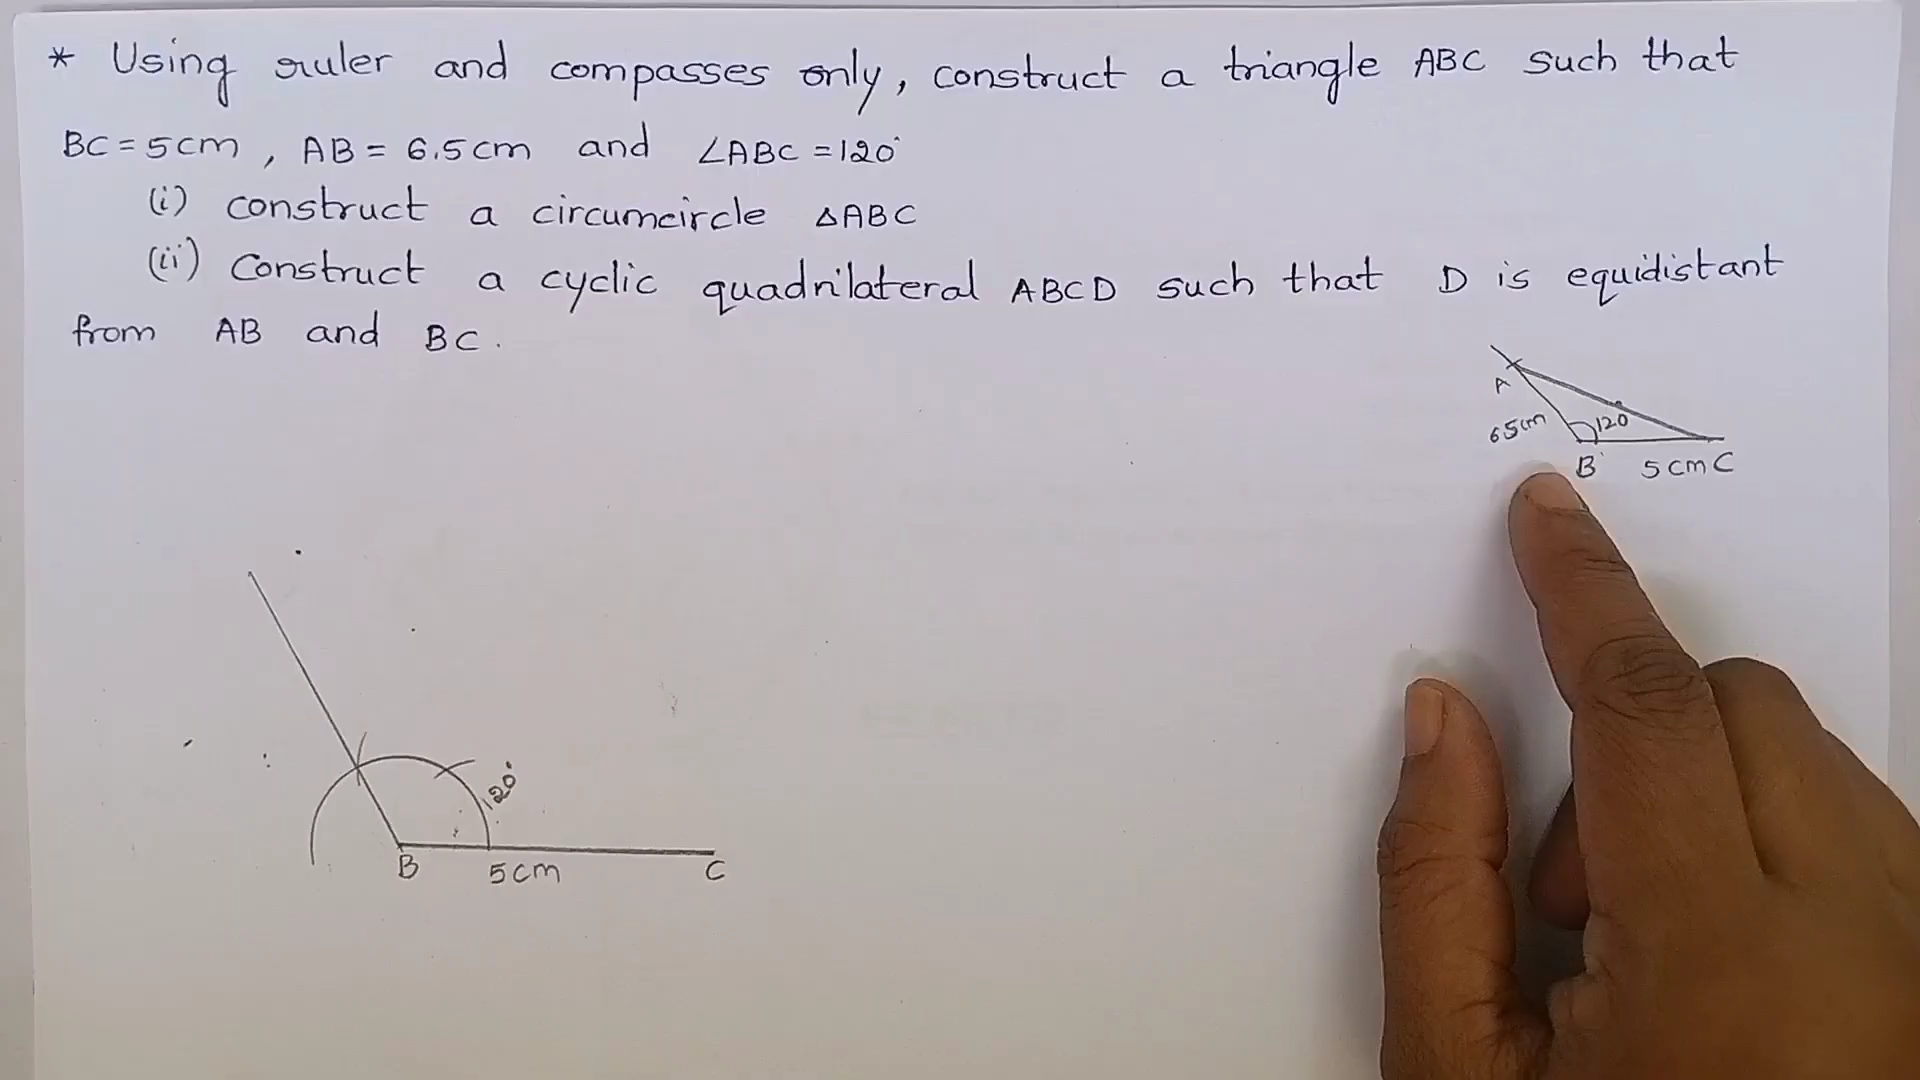 * Using ruler and compasses only, construct a triangle ABC such that
BC = 5cm, AB = 6.5cm and ∠ABC = 120°
(i) construct a circumcircle △ABC
(ii) Construct a cyclic quadrilateral ABCD such that D is equidistant
from AB and BC.
A
65cm
120
B 5cm C
120°
B 5cm C